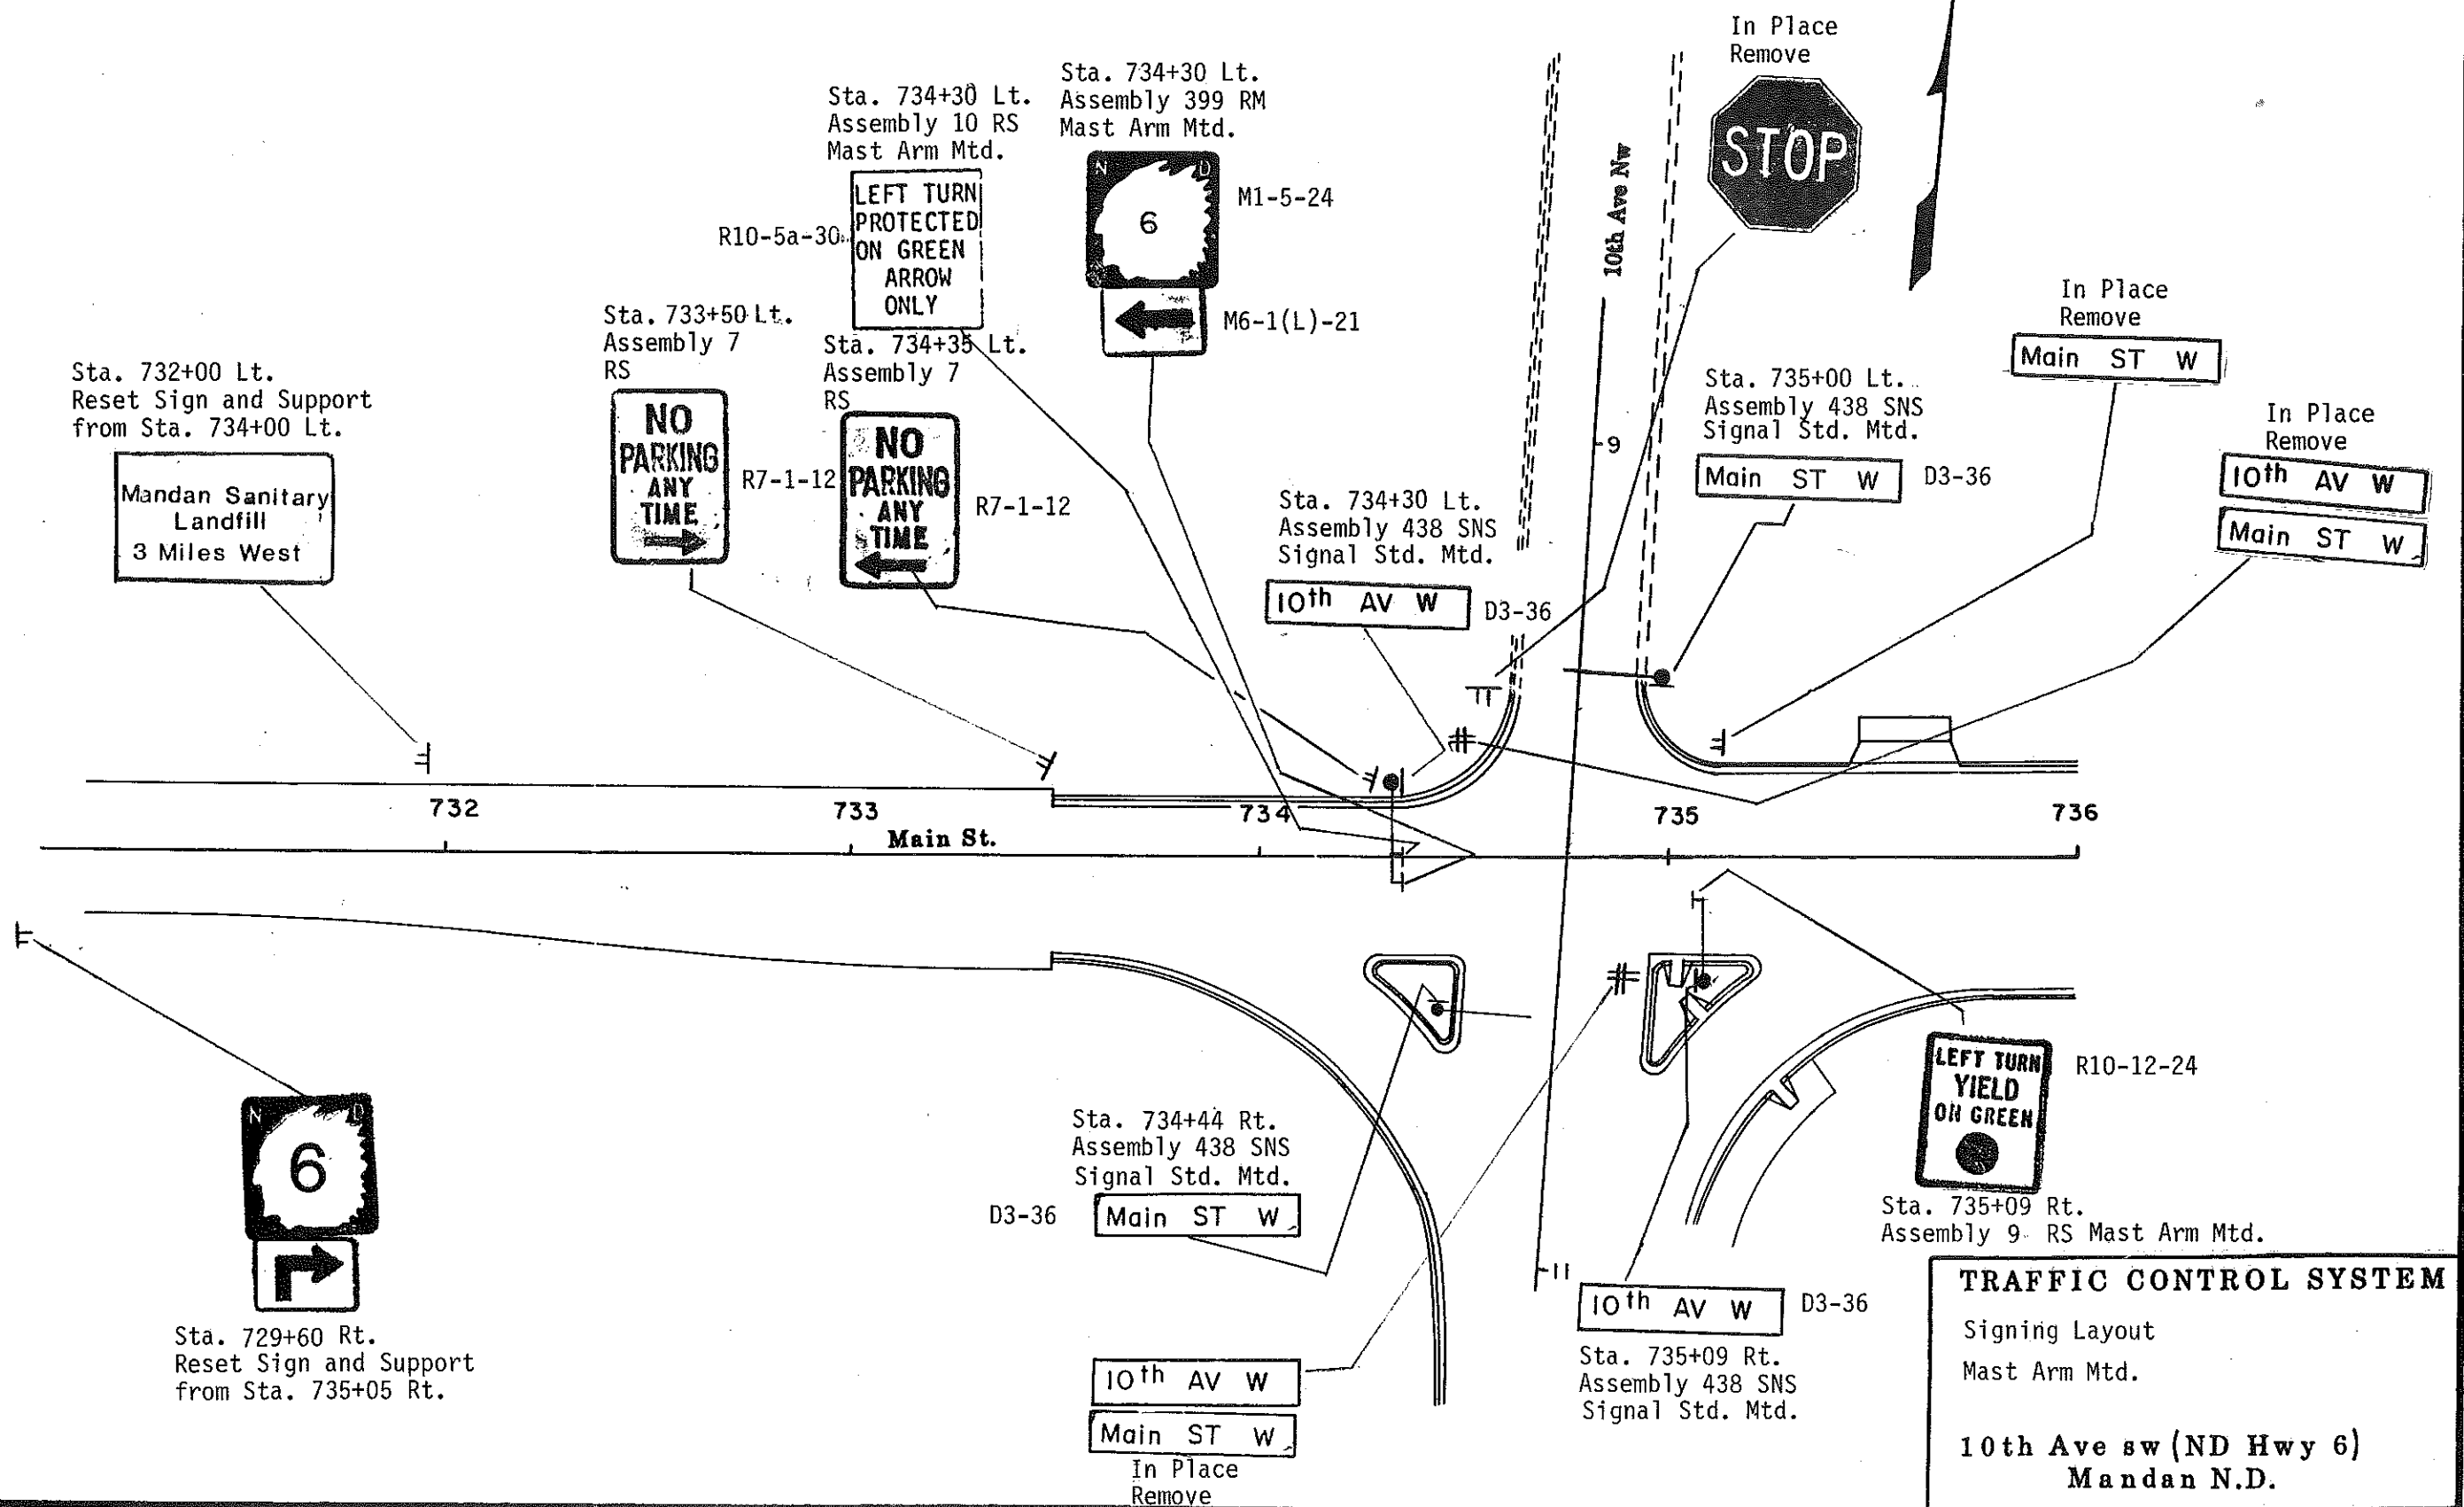 In Place
Remove
STOP
Sta. 734+30 Lt.
Assembly 399 RM
Mast Arm Mtd.
N D
6
M1-5-24
M6-1(L)-21
Sta. 734+30 Lt.
Assembly 10 RS
Mast Arm Mtd.
R10-5a-30
LEFT TURN
PROTECTED
ON GREEN
ARROW
ONLY
10th Ave Nw
Sta. 733+50 Lt.
Assembly 7
RS
NO
PARKING
ANY
TIME
R7-1-12
Sta. 734+35 Lt.
Assembly 7
RS
NO
PARKING
ANY
TIME
R7-1-12
Sta. 732+00 Lt.
Reset Sign and Support
from Sta. 734+00 Lt.
Mandan Sanitary
Landfill
3 Miles West
In Place
Remove
Main ST W
Sta. 735+00 Lt.
Assembly 438 SNS
Signal Std. Mtd.
Main ST W
D3-36
In Place
Remove
10th AV W
Main ST W
9
Sta. 734+30 Lt.
Assembly 438 SNS
Signal Std. Mtd.
10th AV W
D3-36
732
733
734
735
736
Main St.
N D
6
Sta. 729+60 Rt.
Reset Sign and Support
from Sta. 735+05 Rt.
Sta. 734+44 Rt.
Assembly 438 SNS
Signal Std. Mtd.
D3-36
Main ST W
10th AV W
Main ST W
In Place
Remove
11
10th AV W
D3-36
Sta. 735+09 Rt.
Assembly 438 SNS
Signal Std. Mtd.
LEFT TURN
YIELD
ON GREEN
R10-12-24
Sta. 735+09 Rt.
Assembly 9 RS Mast Arm Mtd.
TRAFFIC CONTROL SYSTEM
Signing Layout
Mast Arm Mtd.
10th Ave sw (ND Hwy 6)
Mandan N.D.